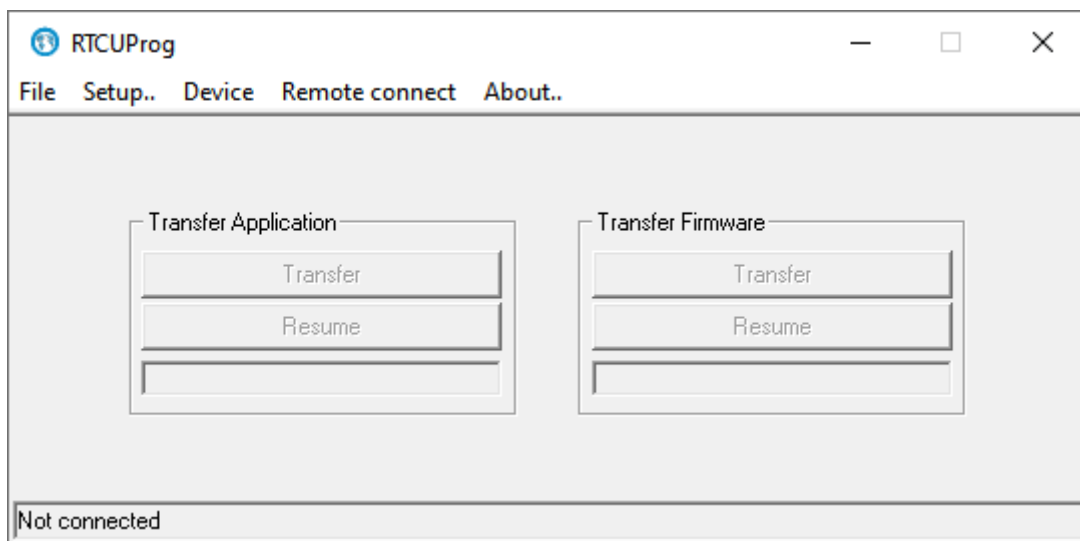 RTCUProg
File Setup.. Device Remote connect About..
Transfer Application
Transfer
Resume
Transfer Firmware
Transfer
Resume
Not connected